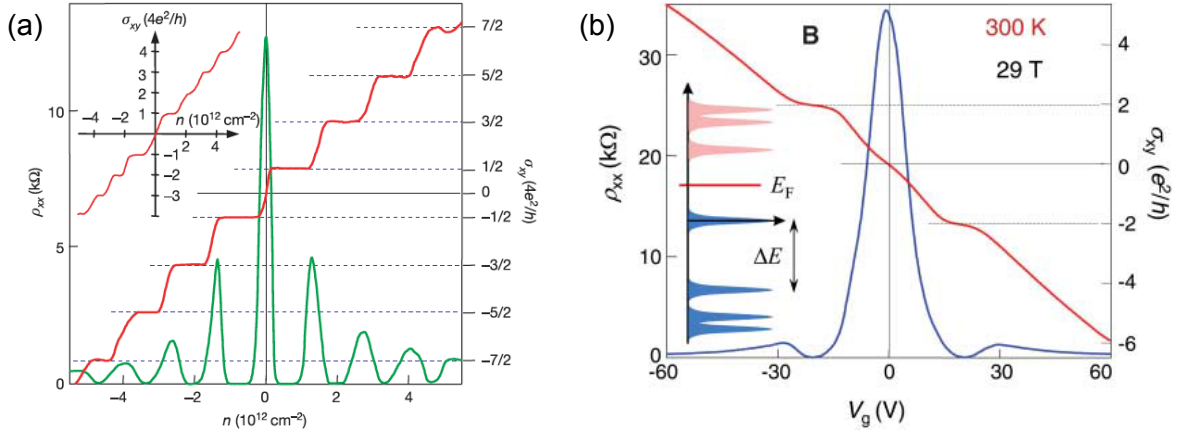 (a)
σxy (4e²/h)
4
3
2
1
−4 −2 2 4
n (10¹² cm⁻²)
−1
−2
−3
10
5
0
ρxx (kΩ)
7/2
5/2
3/2
1/2
0
−1/2
−3/2
−5/2
−7/2
σxy (4e²/h)
−4 −2 0 2 4
n (10¹² cm⁻²)
(b)
B
300 K
29 T
EF
ΔE
30
20
10
0
ρxx (kΩ)
4
2
0
-2
-4
-6
σxy (e²/h)
-60 -30 0 30 60
Vg (V)